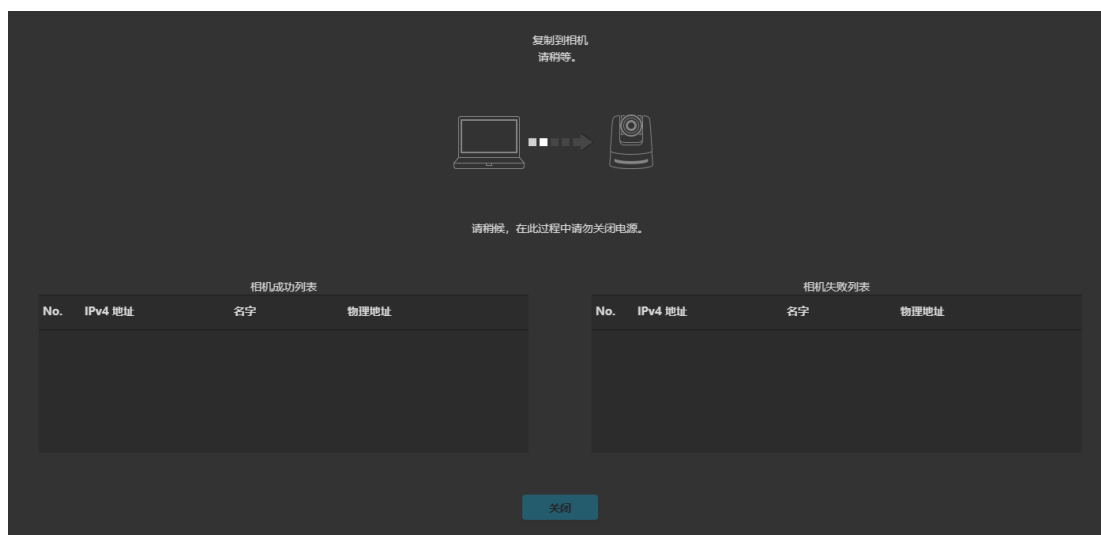 复制到相机
请稍等。
请稍候，在此过程中请勿关闭电源。
相机成功列表
No. IPv4 地址 名字 物理地址
相机失败列表
No. IPv4 地址 名字 物理地址
关闭